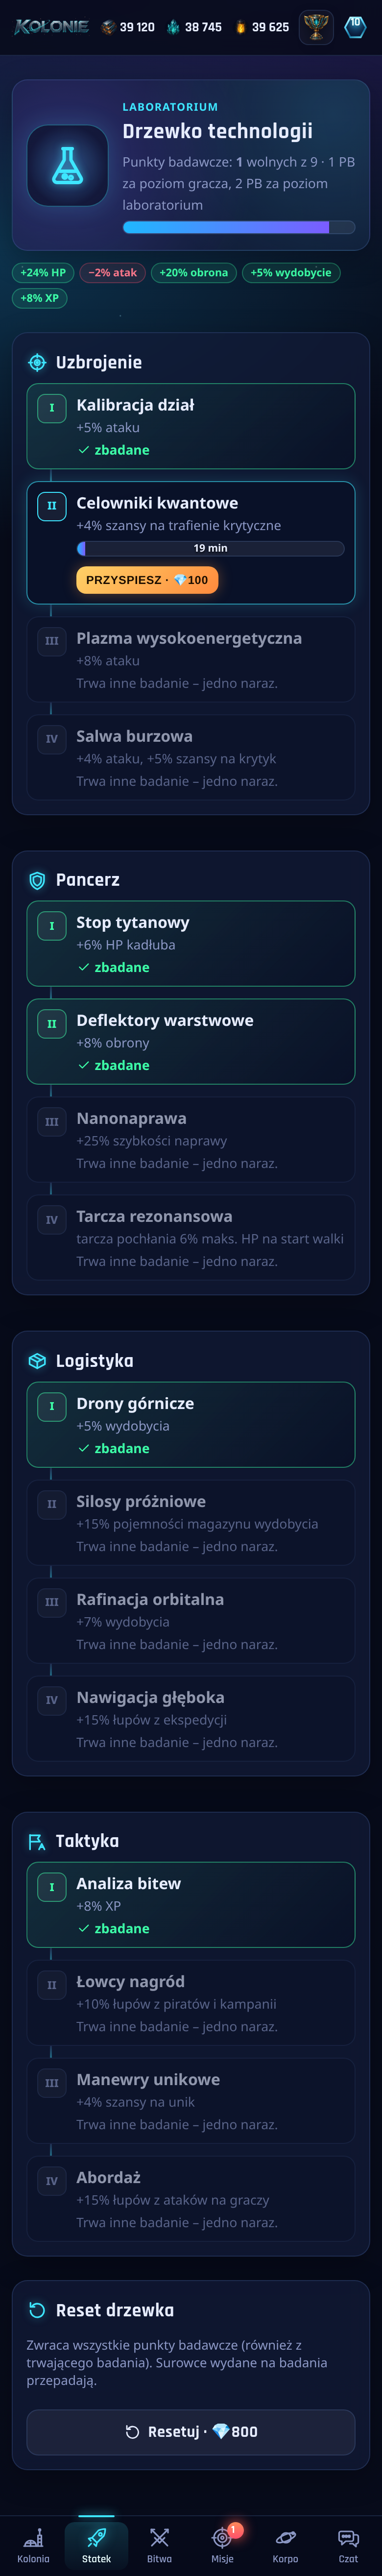 KOLONIE 39 120 38 745 39 625 10
LABORATORIUM
Drzewko technologii
Punkty badawcze: 1 wolnych z 9 · 1 PB
za poziom gracza, 2 PB za poziom
laboratorium
+24% HP −2% atak +20% obrona +5% wydobycie
+8% XP
Uzbrojenie
I Kalibracja dział
+5% ataku
✓ zbadane
II Celowniki kwantowe
+4% szansy na trafienie krytyczne
19 min
PRZYSPIESZ · 💎100
III Plazma wysokoenergetyczna
+8% ataku
Trwa inne badanie – jedno naraz.
IV Salwa burzowa
+4% ataku, +5% szansy na krytyk
Trwa inne badanie – jedno naraz.
Pancerz
I Stop tytanowy
+6% HP kadłuba
✓ zbadane
II Deflektory warstwowe
+8% obrony
✓ zbadane
III Nanonaprawa
+25% szybkości naprawy
Trwa inne badanie – jedno naraz.
IV Tarcza rezonansowa
tarcza pochłania 6% maks. HP na start walki
Trwa inne badanie – jedno naraz.
Logistyka
I Drony górnicze
+5% wydobycia
✓ zbadane
II Silosy próżniowe
+15% pojemności magazynu wydobycia
Trwa inne badanie – jedno naraz.
III Rafinacja orbitalna
+7% wydobycia
Trwa inne badanie – jedno naraz.
IV Nawigacja głęboka
+15% łupów z ekspedycji
Trwa inne badanie – jedno naraz.
Taktyka
I Analiza bitew
+8% XP
✓ zbadane
II Łowcy nagród
+10% łupów z piratów i kampanii
Trwa inne badanie – jedno naraz.
III Manewry unikowe
+4% szansy na unik
Trwa inne badanie – jedno naraz.
IV Abordaż
+15% łupów z ataków na graczy
Trwa inne badanie – jedno naraz.
Reset drzewka
Zwraca wszystkie punkty badawcze (również z
trwającego badania). Surowce wydane na badania
przepadają.
Resetuj · 💎800
1
Kolonia Statek Bitwa Misje Korpo Czat